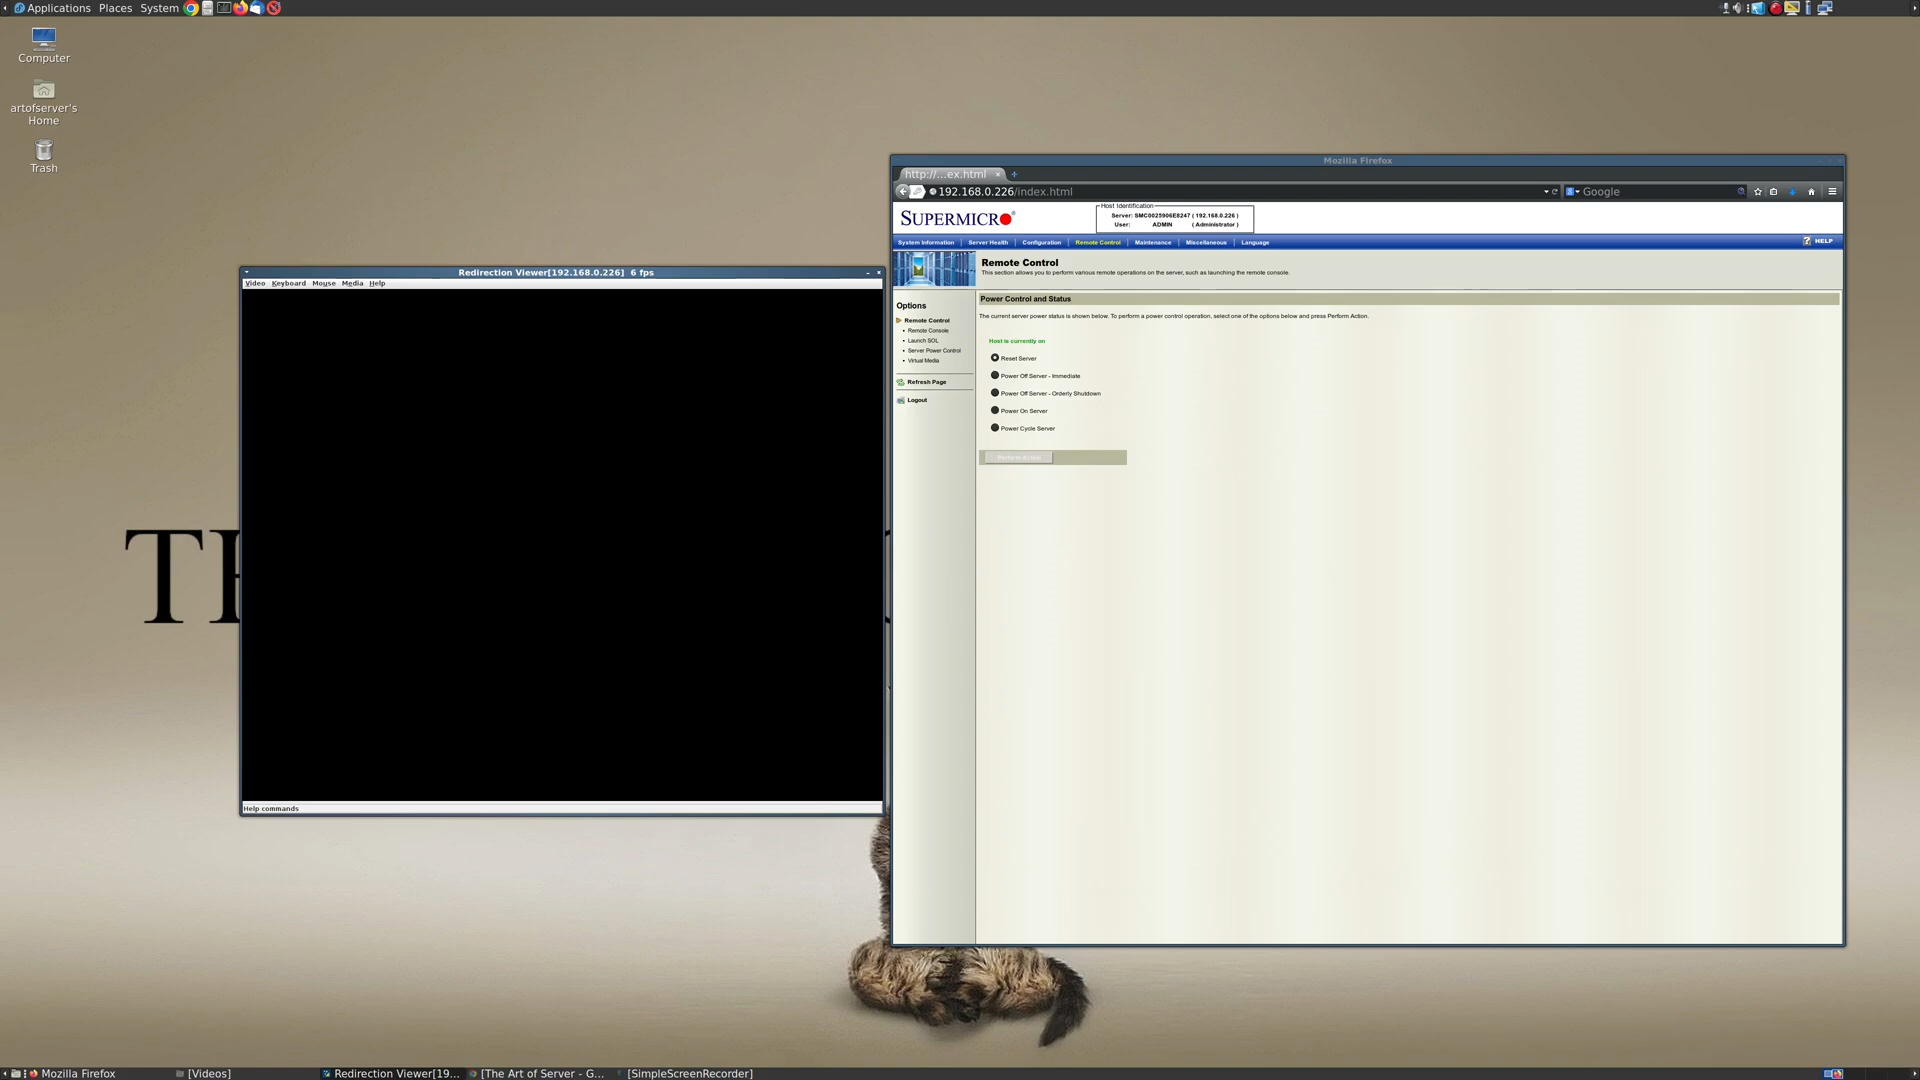 Applications Places System
Computer
artofserver's
Home
Trash
Mozilla Firefox
http://...ex.html
192.168.0.226/index.html
Google
SUPERMICRO
Host Identification
Server: SMC0025906E8247 ( 192.168.0.226 )
User: ADMIN ( Administrator )
System Information Server Health Configuration Remote Control Maintenance Miscellaneous Language
HELP
Remote Control
This section allows you to perform various remote operations on the server, such as launching the remote console.
Options
Remote Control
Remote Console
Launch SOL
Server Power Control
Virtual Media
Refresh Page
Logout
Power Control and Status
The current server power status is shown below. To perform a power control operation, select one of the options below and press Perform Action.
Host is currently on
Reset Server
Power Off Server - Immediate
Power Off Server - Orderly Shutdown
Power On Server
Power Cycle Server
Perform Action
Redirection Viewer[192.168.0.226] 6 fps
Video Keyboard Mouse Media Help
Help commands
Mozilla Firefox
[Videos]
Redirection Viewer[19...
[The Art of Server - G...
[SimpleScreenRecorder]